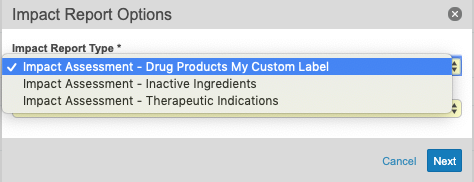 Impact Report Options
Impact Report Type *
✓ Impact Assessment - Drug Products My Custom Label
Impact Assessment - Inactive Ingredients
Impact Assessment - Therapeutic Indications
Cancel Next